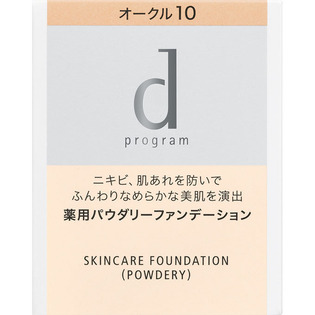 オークル10
d
program
ニキビ、肌あれを防いで
ふんわりなめらかな美肌を演出
薬用パウダリーファンデーション
SKINCARE FOUNDATION
(POWDERY)